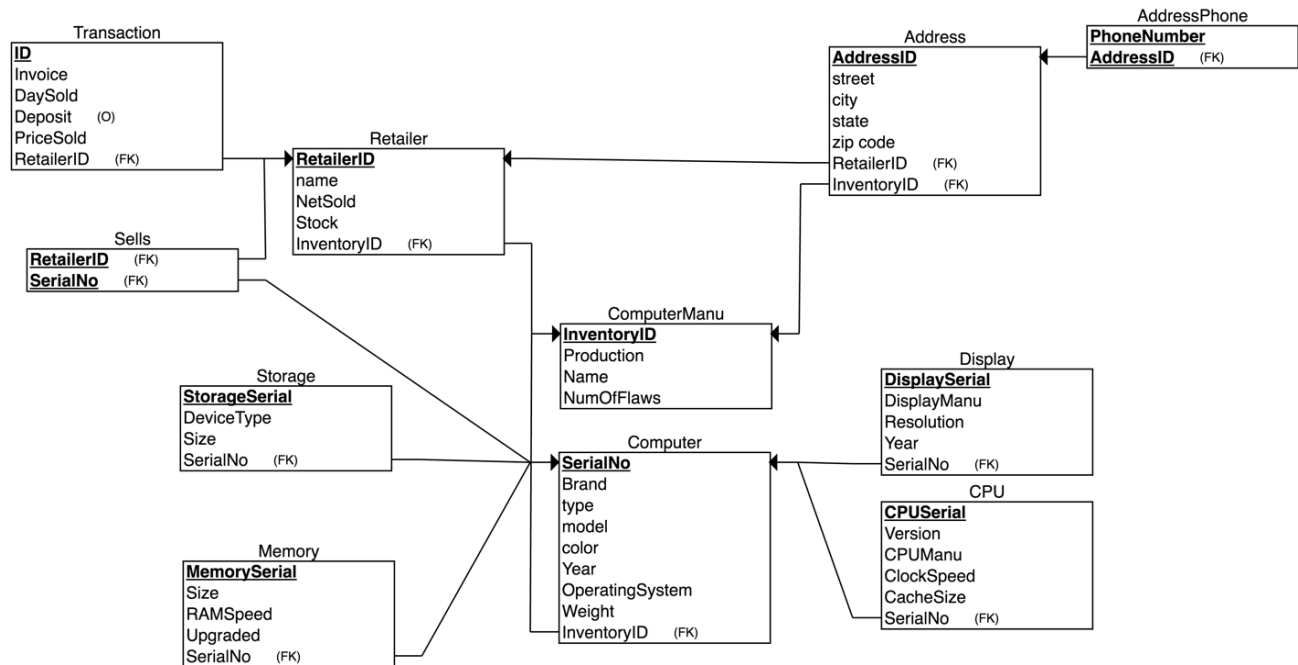 Transaction
ID
Invoice
DaySold
Deposit (O)
PriceSold
RetailerID (FK)
Sells
RetailerID (FK)
SerialNo (FK)
Retailer
RetailerID
name
NetSold
Stock
InventoryID (FK)
Address
AddressID
street
city
state
zip code
RetailerID (FK)
InventoryID (FK)
AddressPhone
PhoneNumber
AddressID (FK)
ComputerManu
InventoryID
Production
Name
NumOfFlaws
Storage
StorageSerial
DeviceType
Size
SerialNo (FK)
Computer
SerialNo
Brand
type
model
color
Year
OperatingSystem
Weight
InventoryID (FK)
Display
DisplaySerial
DisplayManu
Resolution
Year
SerialNo (FK)
CPU
CPUSerial
Version
CPUManu
ClockSpeed
CacheSize
SerialNo (FK)
Memory
MemorySerial
Size
RAMSpeed
Upgraded
SerialNo (FK)